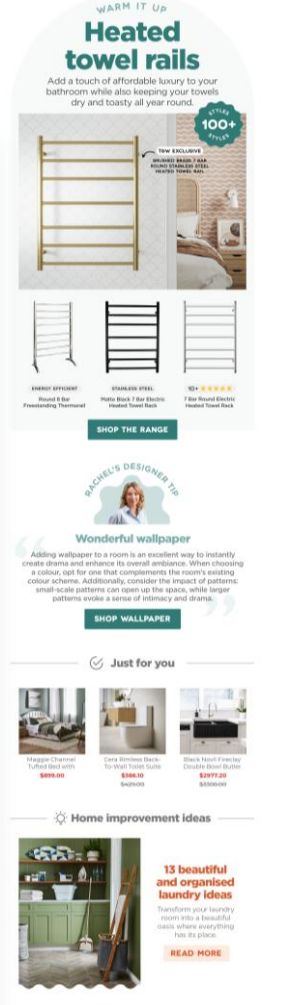 WARM IT UP
Heated
towel rails
Add a touch of affordable luxury to your
bathroom while also keeping your towels
dry and toasty all year round.
STYLES
100+
STYLES
TBW EXCLUSIVE
BRUSHED BRASS 7 BAR
ROUND STAINLESS STEEL
HEATED TOWEL RAIL
ENERGY EFFICIENT
Round 8 Bar
Freestanding Thermorail
STAINLESS STEEL
Matte Black 7 Bar Electric
Heated Towel Rack
10+ ★★★★★
7 Bar Round Electric
Heated Towel Rack
SHOP THE RANGE
RACHEL'S DESIGNER TIP
Wonderful wallpaper
Adding wallpaper to a room is an excellent way to instantly
create drama and enhance its overall ambiance. When choosing
a colour, opt for one that complements the room's existing
colour scheme. Additionally, consider the impact of patterns:
small-scale patterns can open up the space, while larger
patterns evoke a sense of intimacy and drama.
SHOP WALLPAPER
Just for you
Maggie Channel
Tufted Bed with
$899.00
Cera Rimless Back-
To-Wall Toilet Suite
$386.10
$429.00
Black Novi Fireclay
Double Bowl Butler
$2977.20
Home improvement ideas
13 beautiful
and organised
laundry ideas
Transform your laundry
room into a beautiful
oasis where everything
has its place.
READ MORE